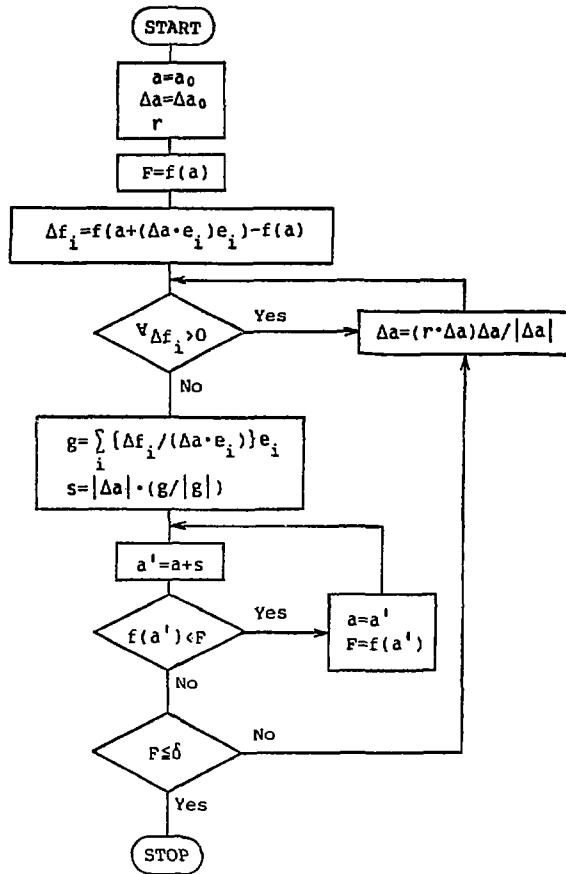 START
a=a₀
Δa=Δa₀
r
F=f(a)
Δfᵢ=f(a+(Δa·eᵢ)eᵢ)-f(a)
∀Δfᵢ>0
Yes
Δa=(r·Δa)Δa/|Δa|
No
g=∑{Δfᵢ/(Δa·eᵢ)}eᵢ
i
s=|Δa|·(g/|g|)
a'=a+s
f(a')<F
Yes
a=a'
F=f(a')
No
F≦δ
No
Yes
STOP